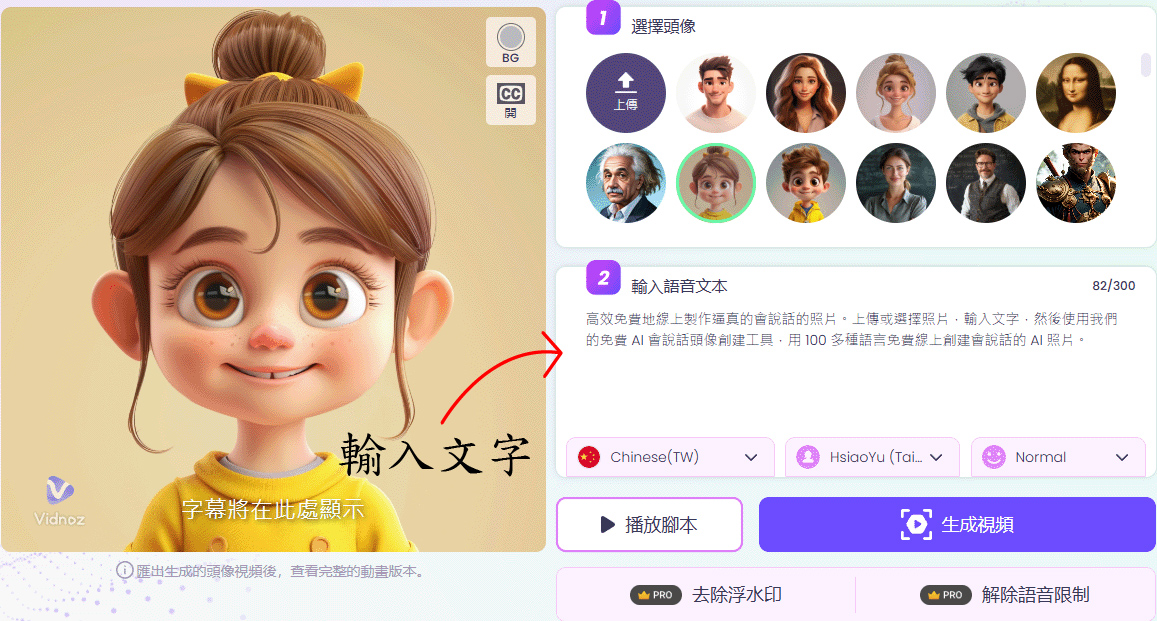 BG
CC
開
輸入文字
字幕將在此處顯示
Vidnoz
匯出生成的頭像視頻後，查看完整的動畫版本。
1 選擇頭像
上傳
2 輸入語音文本 82/300
高效免費地線上製作逼真的會說話的照片。上傳或選擇照片，輸入文字，然後使用我們
的免費 AI 會說話頭像創建工具，用 100 多種語言免費線上創建會說話的 AI 照片。
Chinese(TW) HsiaoYu (Tai... Normal
播放腳本 生成視頻
PRO 去除浮水印 PRO 解除語音限制